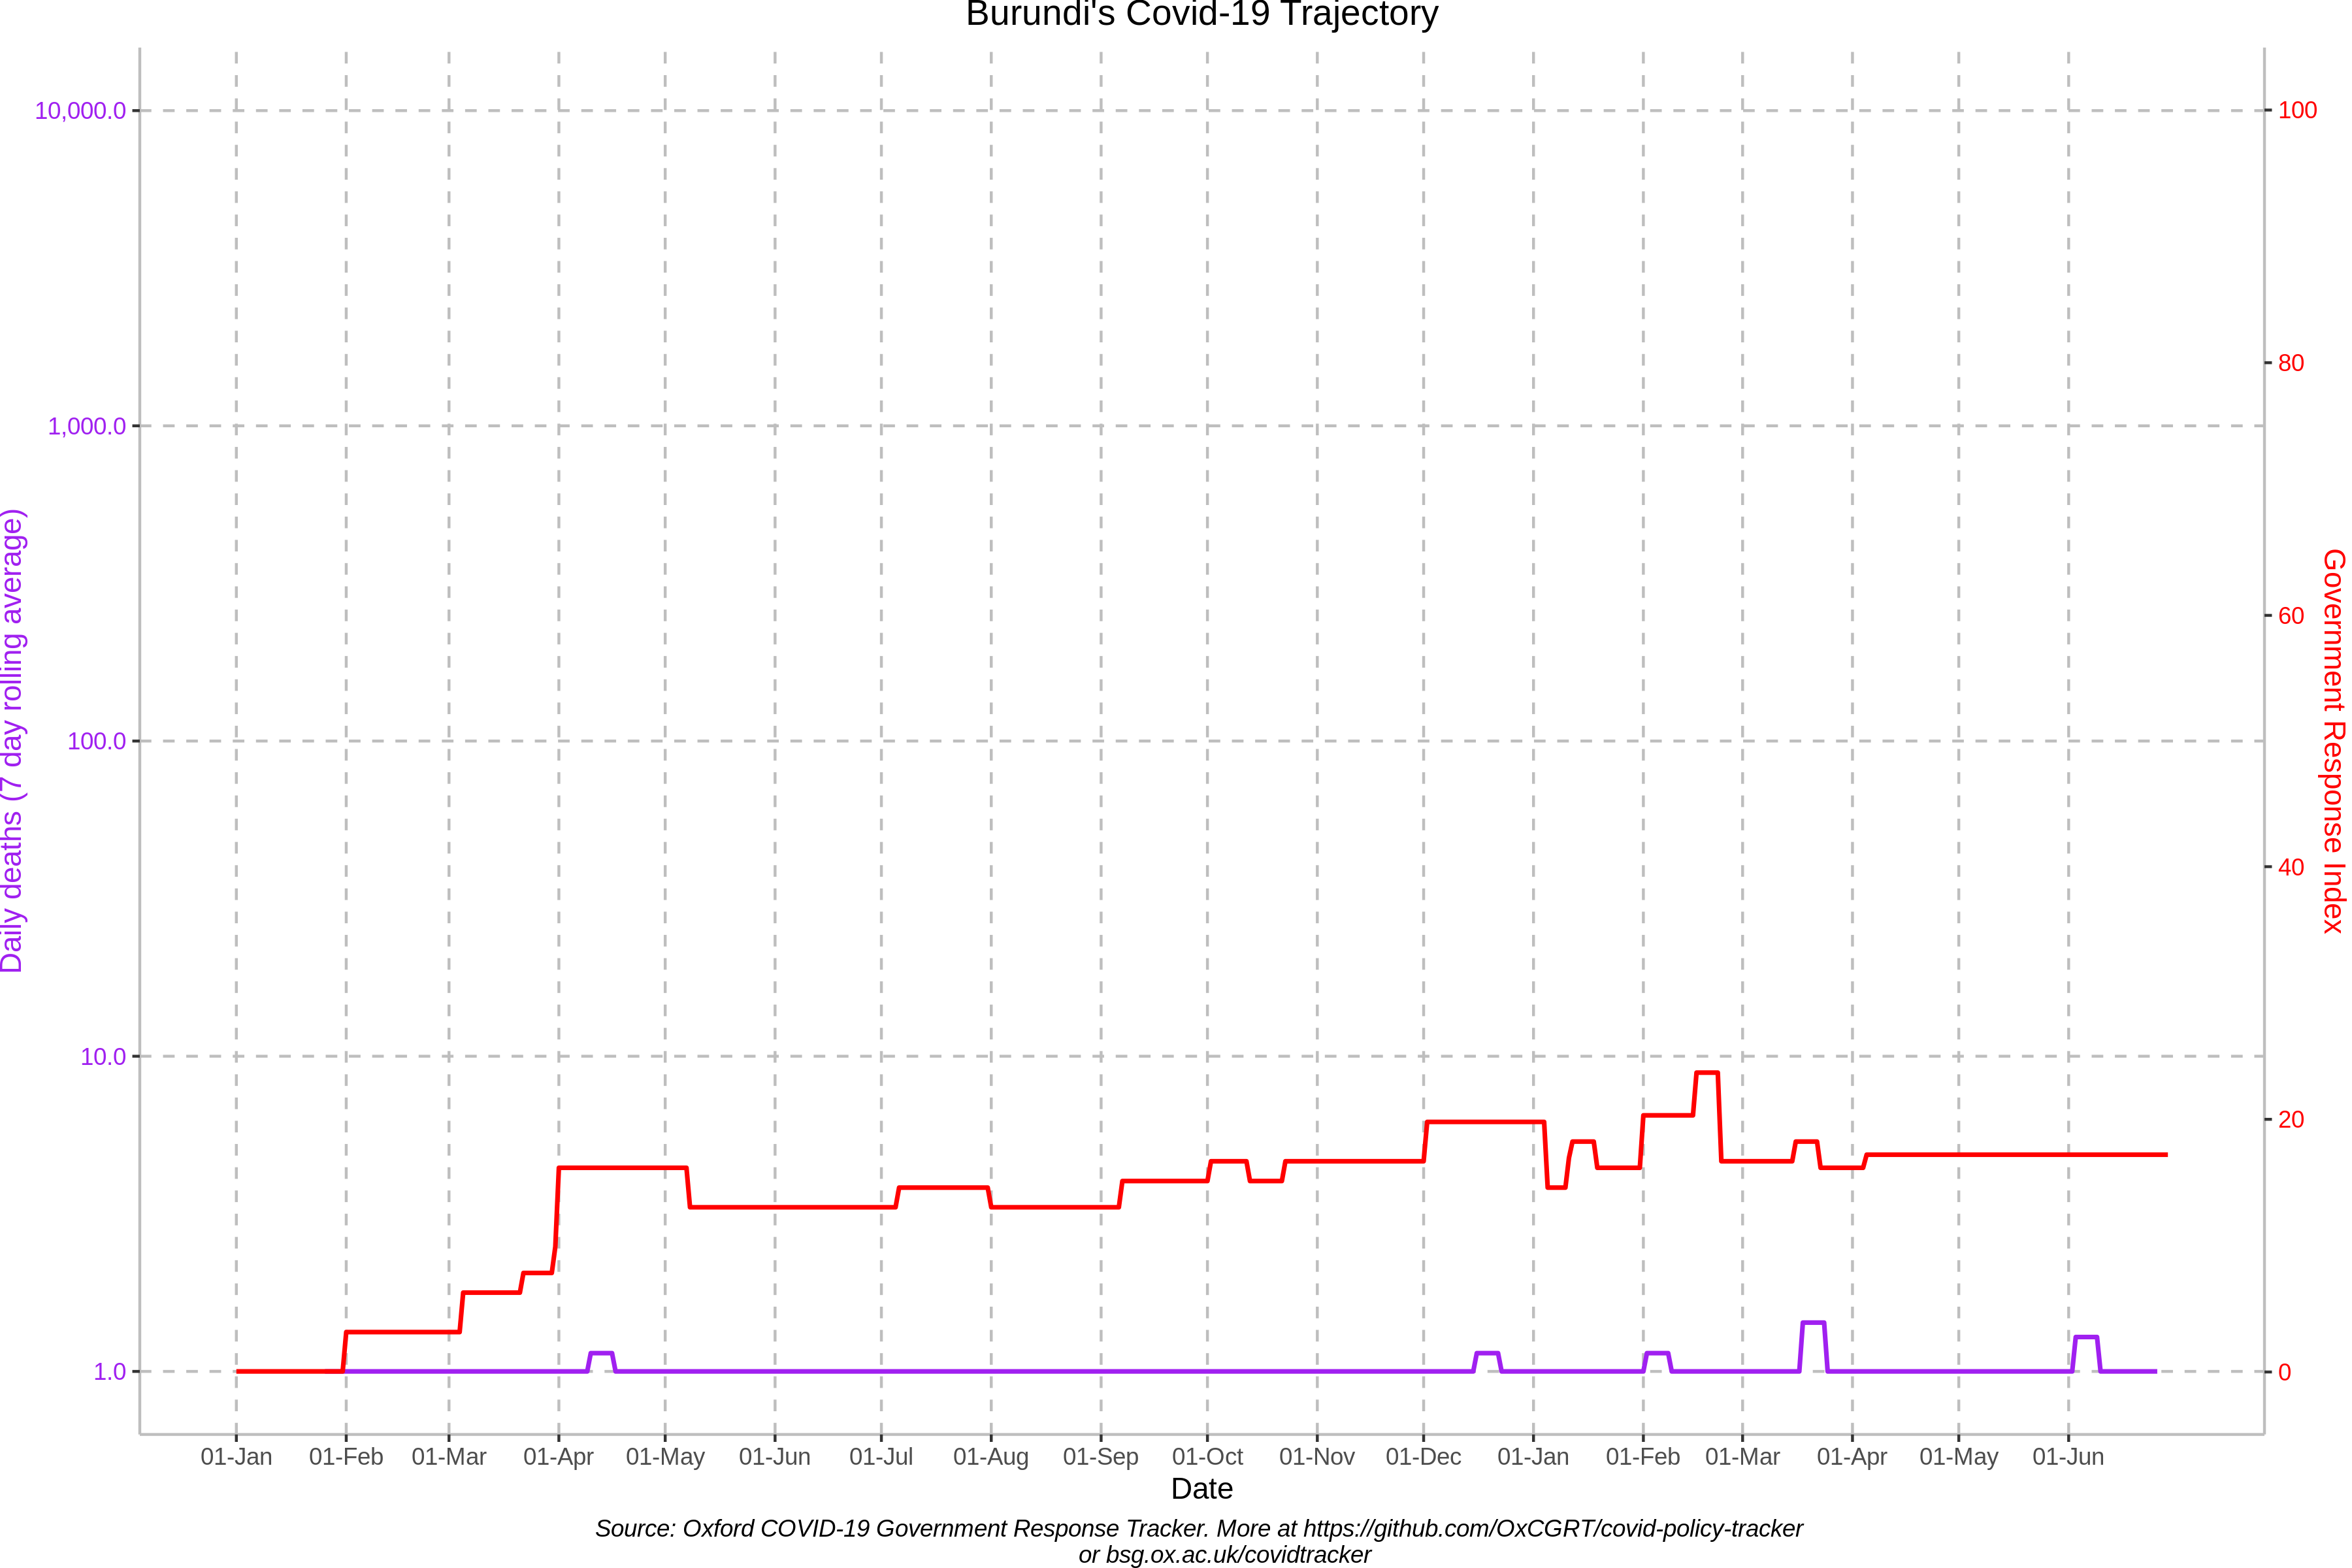 Burundi's Covid-19 Trajectory
10,000.0
1,000.0
100.0
10.0
1.0
Daily deaths (7 day rolling average)
100
80
60
40
20
0
Government Response Index
01-Jan 01-Feb 01-Mar 01-Apr 01-May 01-Jun 01-Jul 01-Aug 01-Sep 01-Oct 01-Nov 01-Dec 01-Jan 01-Feb 01-Mar 01-Apr 01-May 01-Jun
Date
Source: Oxford COVID-19 Government Response Tracker. More at https://github.com/OxCGRT/covid-policy-tracker
or bsg.ox.ac.uk/covidtracker